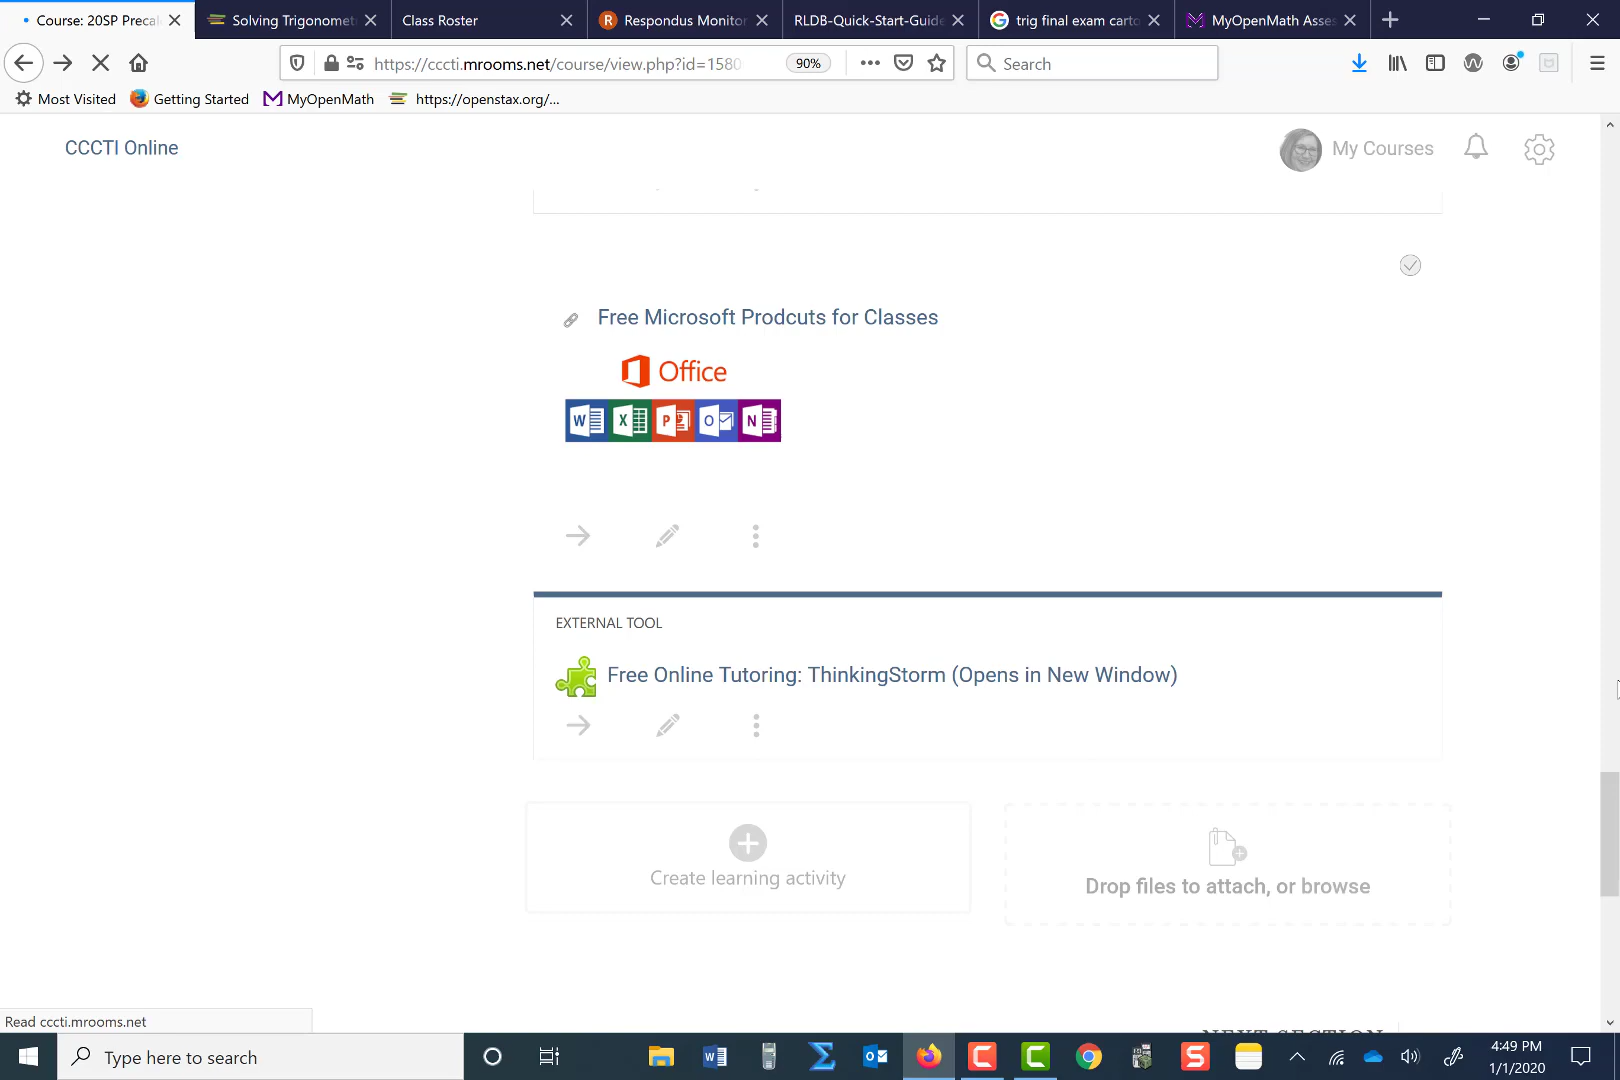 Course: 20SP Precal
Solving Trigonomet
Class Roster
Respondus Monitor
RLDB-Quick-Start-Guide
trig final exam carto
MyOpenMath Asses
https://cccti.mrooms.net/course/view.php?id=1580
90%
Search
Most Visited
Getting Started
MyOpenMath
https://openstax.org/...
CCCTI Online
My Courses
Free Microsoft Prodcuts for Classes
Office
EXTERNAL TOOL
Free Online Tutoring: ThinkingStorm (Opens in New Window)
Create learning activity
Drop files to attach, or browse
NEXT SECTION
Read cccti.mrooms.net
Type here to search
4:49 PM
1/1/2020